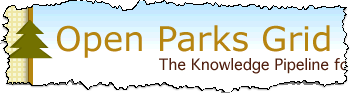 Open Parks Grid
The Knowledge Pipeline